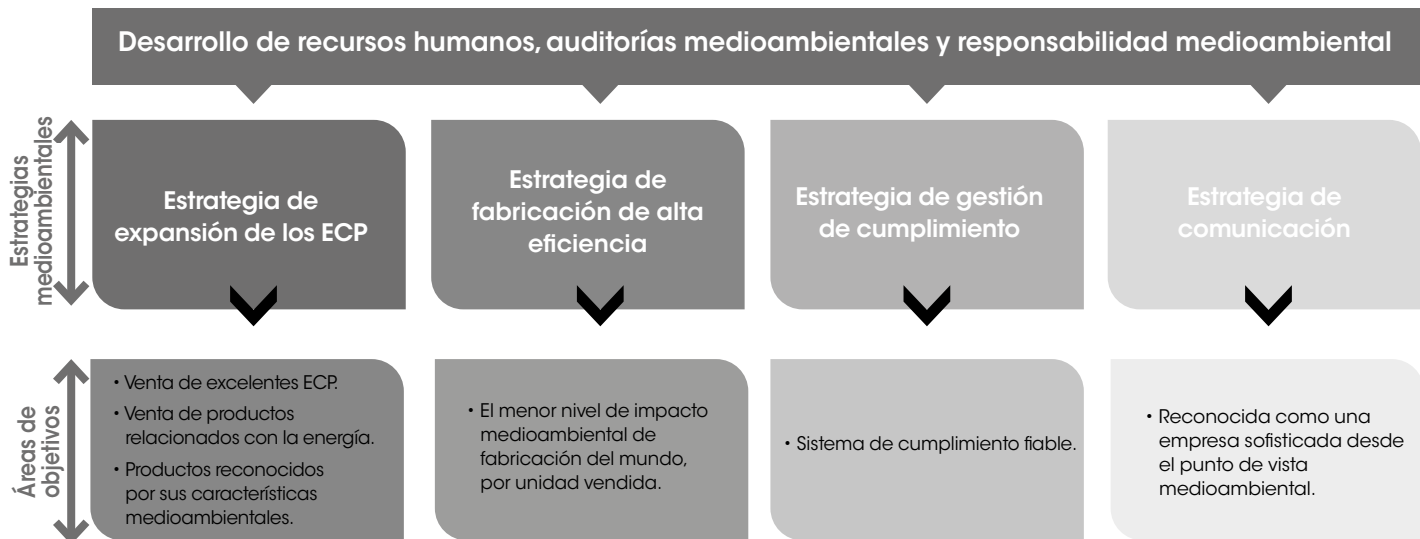 Desarrollo de recursos humanos, auditorías medioambientales y responsabilidad medioambiental
Estrategias
medioambientales
Estrategia de
expansión de los ECP
Estrategia de
fabricación de alta
eficiencia
Estrategia de gestión
de cumplimiento
Estrategia de
comunicación
Áreas de
objetivos
• Venta de excelentes ECP.
• Venta de productos
relacionados con la energía.
• Productos reconocidos
por sus características
medioambientales.
• El menor nivel de impacto
medioambiental de
fabricación del mundo,
por unidad vendida.
• Sistema de cumplimiento fiable.
• Reconocida como una
empresa sofisticada desde
el punto de vista
medioambiental.